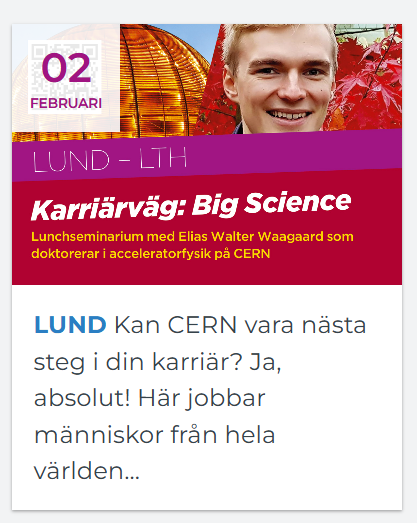 02
FEBRUARI
LUND – LTH
Karriärväg: Big Science
Lunchseminarium med Elias Walter Waagaard som
doktorerar i acceleratorfysik på CERN
LUND Kan CERN vara nästa
steg i din karriär? Ja,
absolut! Här jobbar
människor från hela
världen...